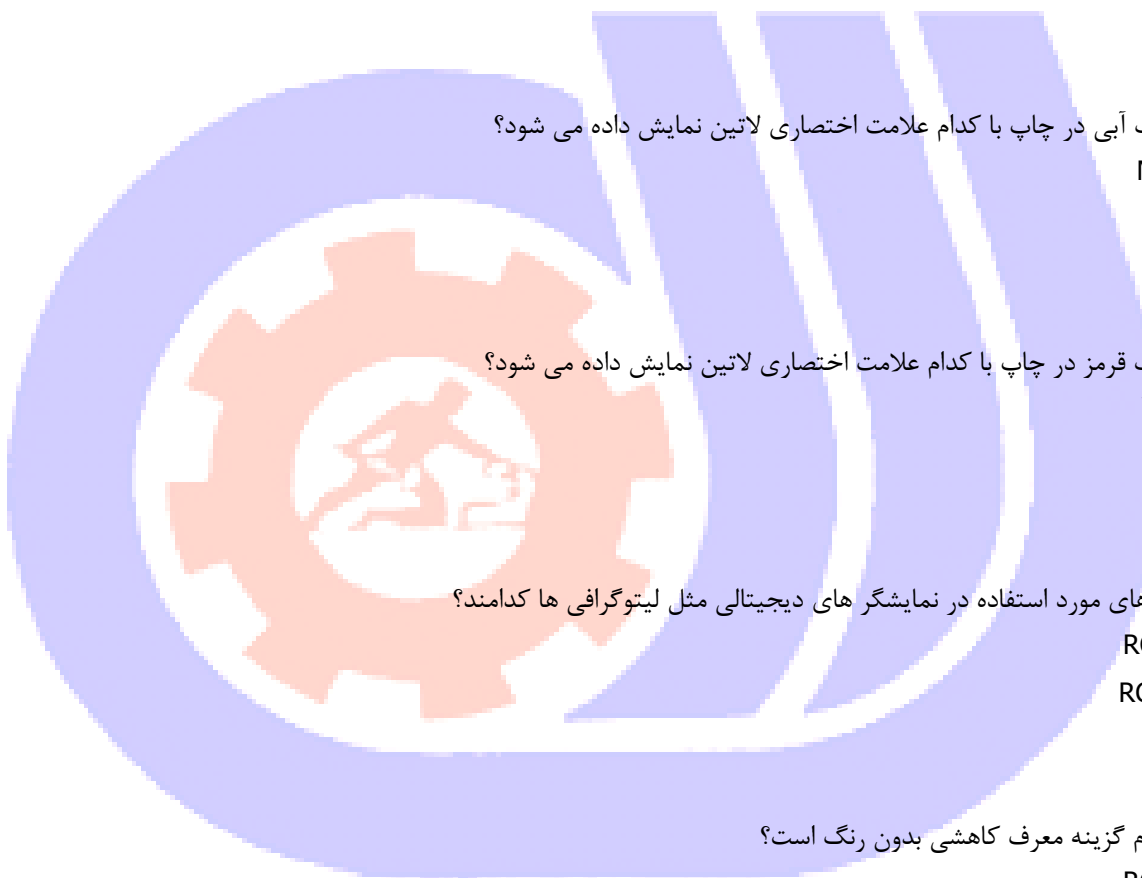 آبی در چاپ با کدام علامت اختصاری لاتین نمایش داده می شود؟
قرمز در چاپ با کدام علامت اختصاری لاتین نمایش داده می شود؟
های مورد استفاده در نمایشگر های دیجیتالی مثل لیتوگرافی ها کدامند؟
گزینه معرف کاهشی بدون رنگ است؟